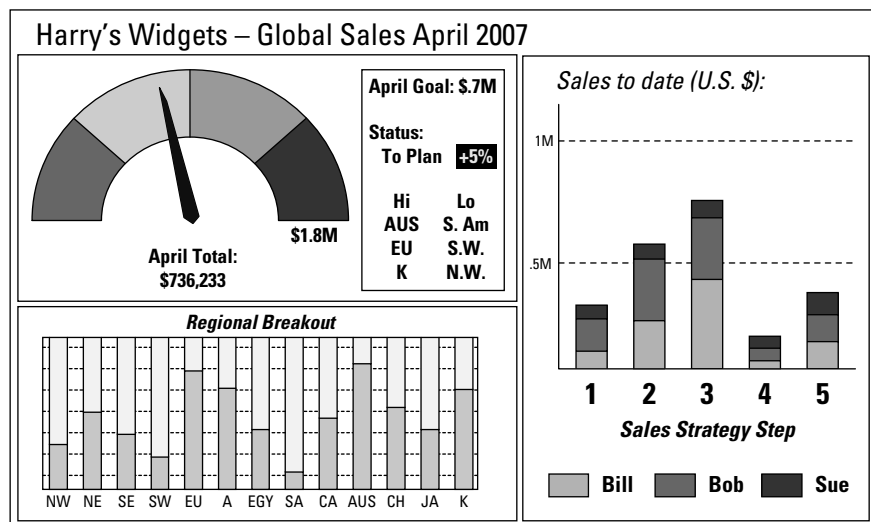 Harry's Widgets – Global Sales April 2007
$1.8M
April Total:
$736,233
April Goal: $.7M
Status:
To Plan +5%
Hi Lo
AUS S. Am
EU S.W.
K N.W.
Regional Breakout
NW NE SE SW EU A EGY SA CA AUS CH JA K
Sales to date (U.S. $):
1M
.5M
1 2 3 4 5
Sales Strategy Step
Bill Bob Sue